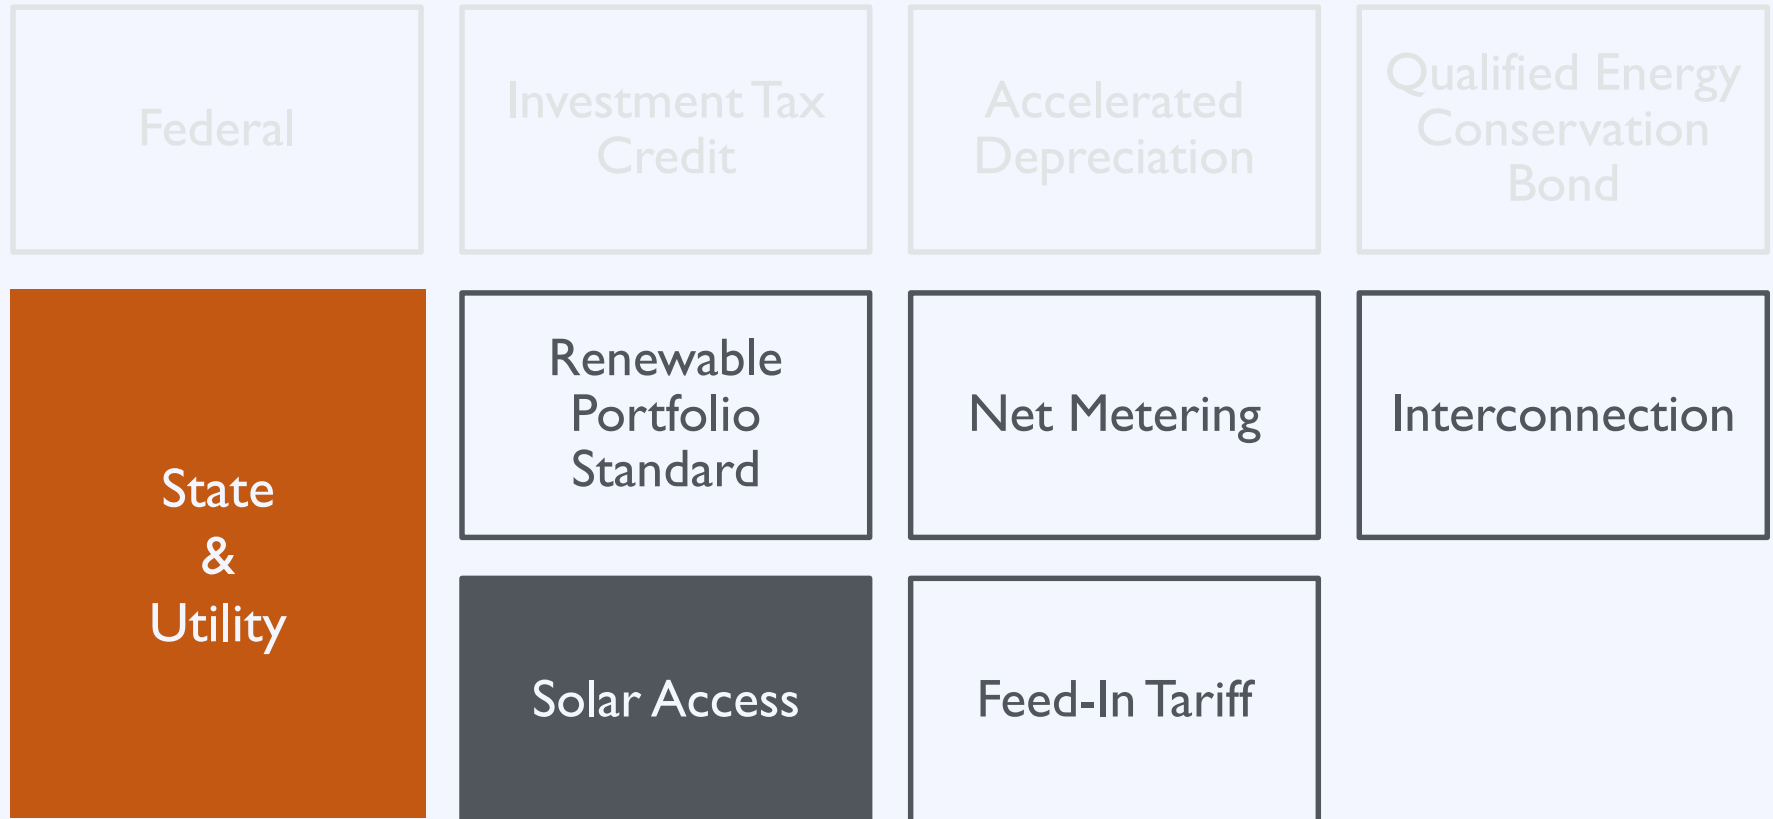 Federal
Investment Tax
Credit
Accelerated
Depreciation
Qualified Energy
Conservation
Bond
State
&
Utility
Renewable
Portfolio
Standard
Net Metering
Interconnection
Solar Access
Feed-In Tariff